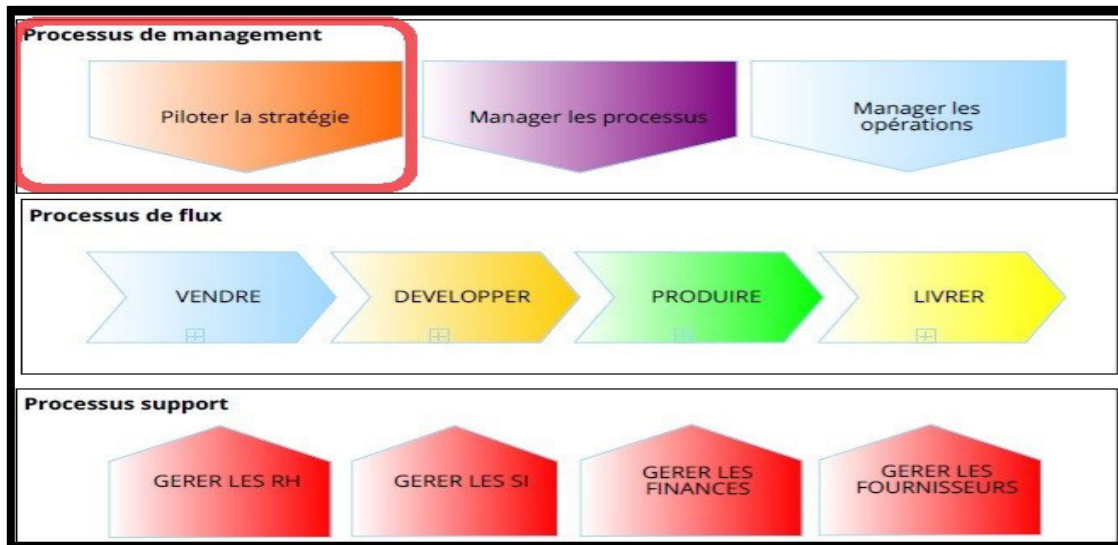 Processus de management
Piloter la stratégie
Manager les processus
Manager les
opérations
Processus de flux
VENDRE
DEVELOPPER
PRODUIRE
LIVRER
Processus support
GERER LES RH
GERER LES SI
GERER LES
FINANCES
GERER LES
FOURNISSEURS